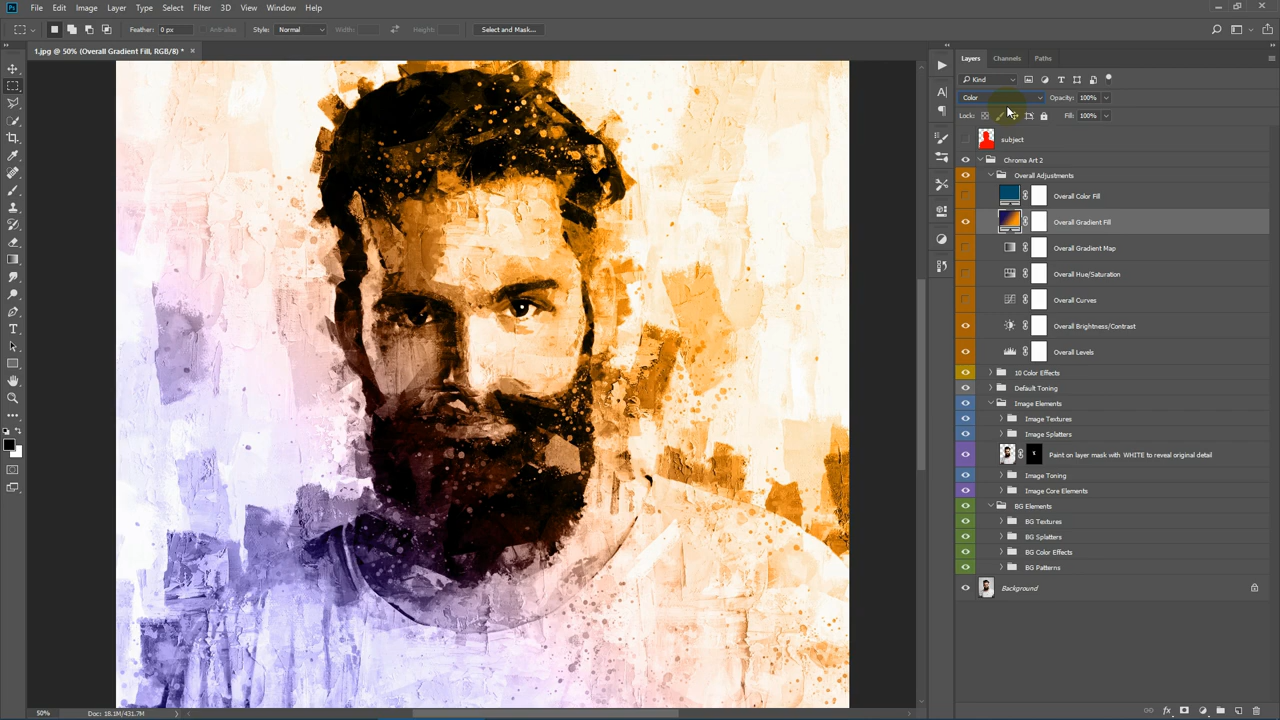 Ps File Edit Image Layer Type Select Filter 3D View Window Help
Feather: 0 px Anti-alias Style: Normal Width: Height: Select and Mask...
1.jpg @ 50% (Overall Gradient Fill, RGB/8) *
Layers Channels Paths
Kind
Color Opacity: 100%
Lock: Fill: 100%
subject
Chroma Art 2
Overall Adjustments
Overall Color Fill
Overall Gradient Fill
Overall Gradient Map
Overall Hue/Saturation
Overall Curves
Overall Brightness/Contrast
Overall Levels
10 Color Effects
Default Toning
Image Elements
Image Textures
Image Splatters
Paint on layer mask with WHITE to reveal original detail
Image Toning
Image Core Elements
BG Elements
BG Textures
BG Splatters
BG Color Effects
BG Patterns
Background
50% Doc: 18.1M/431.7M